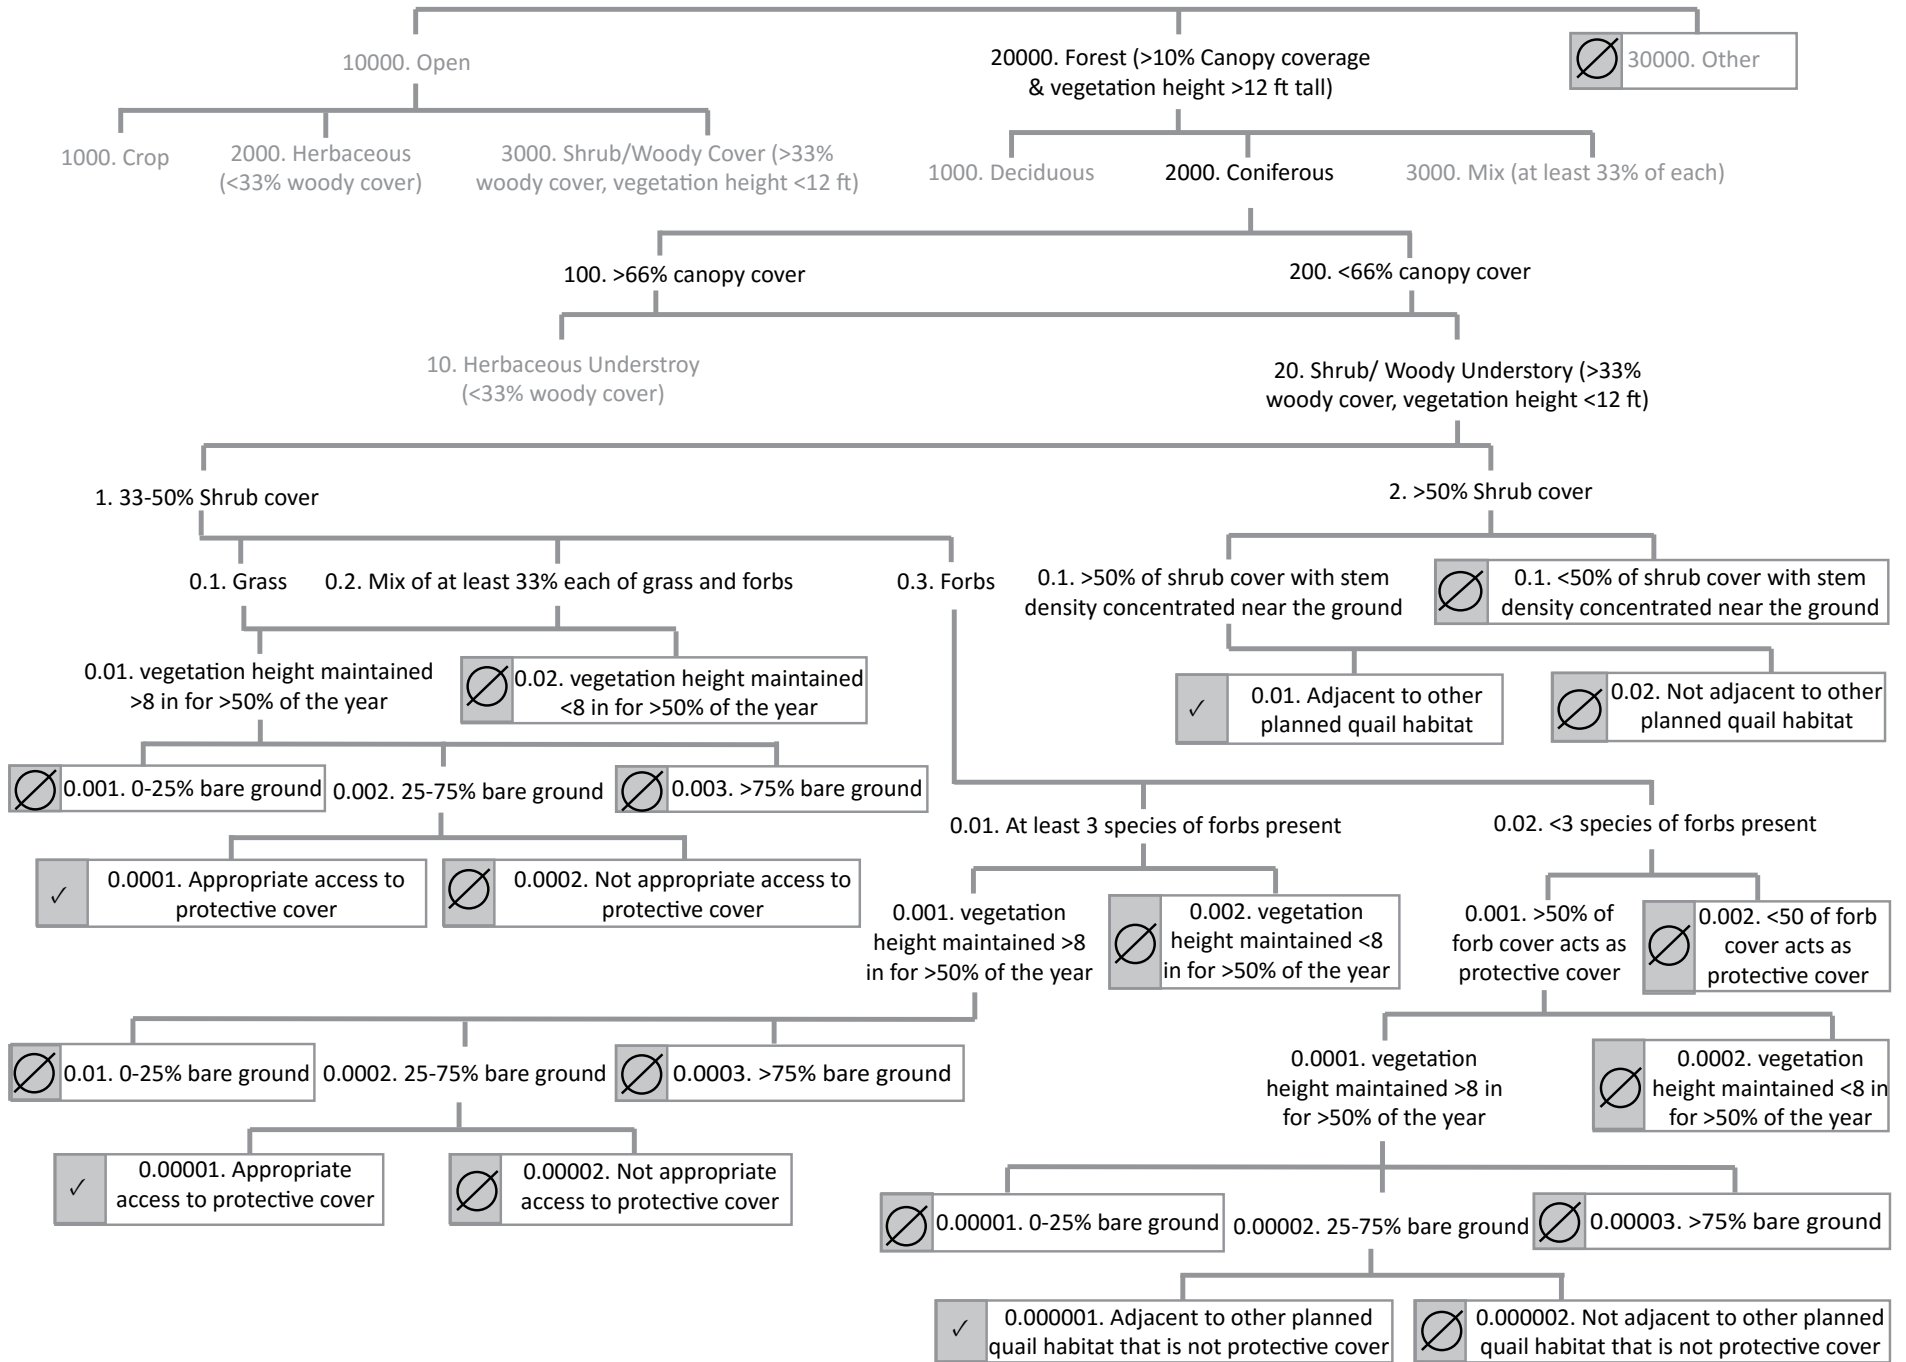 10000. Open
20000. Forest (>10% Canopy coverage
& vegetation height >12 ft tall)
30000. Other
1000. Crop
2000. Herbaceous
(<33% woody cover)
3000. Shrub/Woody Cover (>33%
woody cover, vegetation height <12 ft)
1000. Deciduous
2000. Coniferous
3000. Mix (at least 33% of each)
100. >66% canopy cover
200. <66% canopy cover
10. Herbaceous Understroy
(<33% woody cover)
20. Shrub/ Woody Understory (>33%
woody cover, vegetation height <12 ft)
1. 33-50% Shrub cover
2. >50% Shrub cover
0.1. Grass
0.2. Mix of at least 33% each of grass and forbs
0.3. Forbs
0.1. >50% of shrub cover with stem
density concentrated near the ground
0.1. <50% of shrub cover with stem
density concentrated near the ground
0.01. vegetation height maintained
>8 in for >50% of the year
0.02. vegetation height maintained
<8 in for >50% of the year
✓
0.01. Adjacent to other
planned quail habitat
0.02. Not adjacent to other
planned quail habitat
0.001. 0-25% bare ground
0.002. 25-75% bare ground
0.003. >75% bare ground
0.01. At least 3 species of forbs present
0.02. <3 species of forbs present
✓
0.0001. Appropriate access to
protective cover
0.0002. Not appropriate access to
protective cover
0.001. vegetation
height maintained >8
in for >50% of the year
0.002. vegetation
height maintained <8
in for >50% of the year
0.001. >50% of
forb cover acts as
protective cover
0.002. <50 of forb
cover acts as
protective cover
0.01. 0-25% bare ground
0.0002. 25-75% bare ground
0.0003. >75% bare ground
0.0001. vegetation
height maintained >8 in
for >50% of the year
0.0002. vegetation
height maintained <8 in
for >50% of the year
✓
0.00001. Appropriate
access to protective cover
0.00002. Not appropriate
access to protective cover
0.00001. 0-25% bare ground
0.00002. 25-75% bare ground
0.00003. >75% bare ground
✓
0.000001. Adjacent to other planned
quail habitat that is not protective cover
0.000002. Not adjacent to other planned
quail habitat that is not protective cover